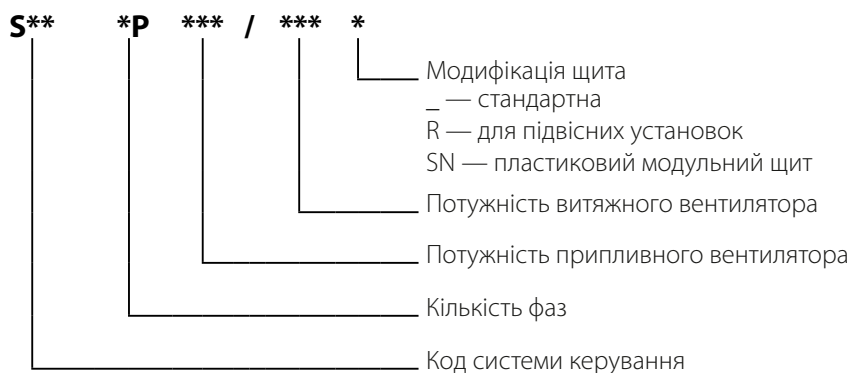 S** *P *** / *** *
Модифікація щита
_ — стандартна
R — для підвісних установок
SN — пластиковий модульний щит
Потужність витяжного вентилятора
Потужність припливного вентилятора
Кількість фаз
Код системи керування